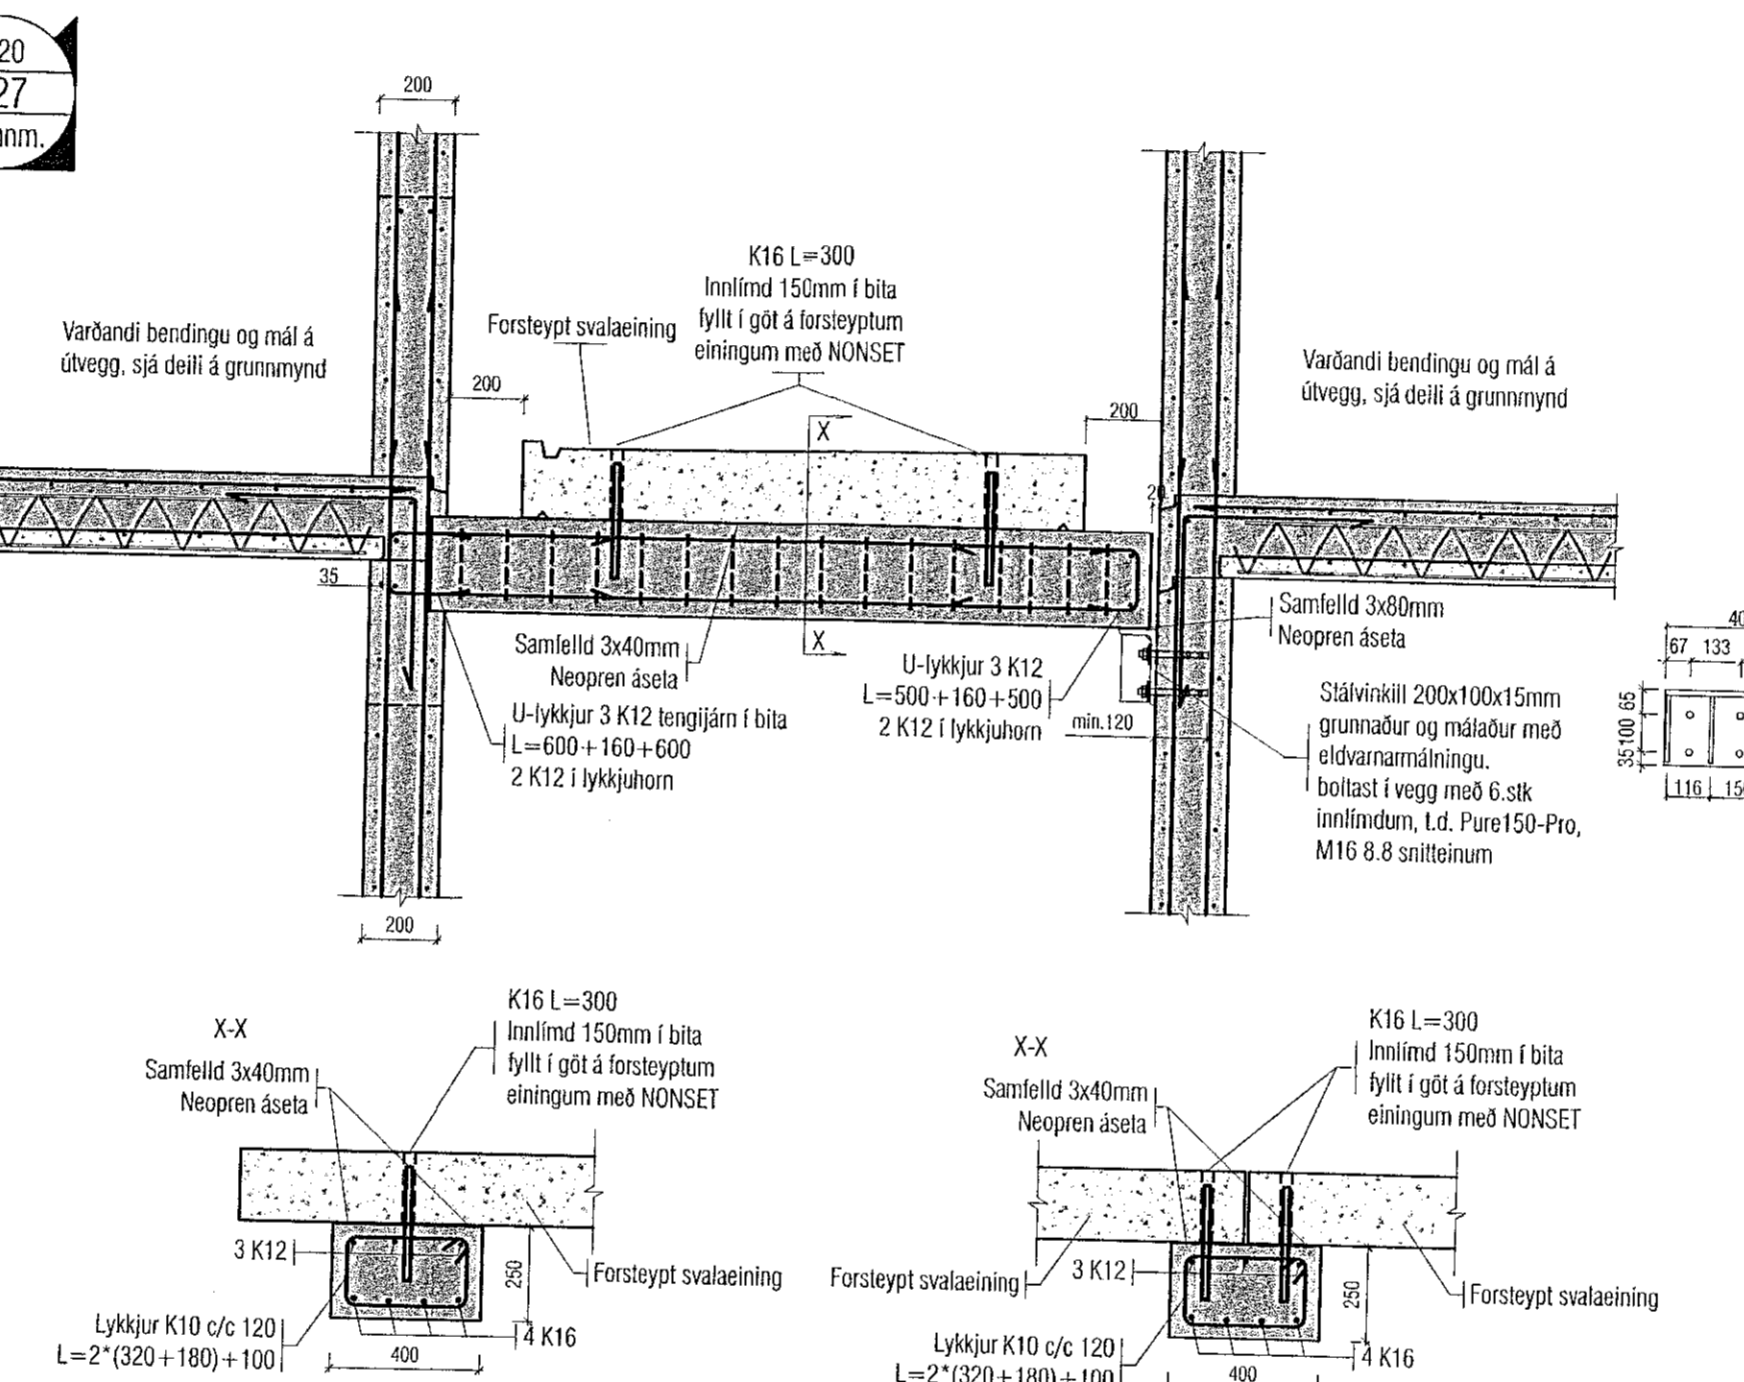 20
27
200
K16 L=300
Innlímd 150mm í bita
fyllt í göt á forsteyptum
einingum með NONSET
Forsteypt svalaeining
Varðandi bendingu og mál á
útvegg, sjá deili á grunnmynd
Varðandi bendingu og mál á
útvegg, sjá deili á grunnmynd
200
200
X
20
35
X
Samfelld 3x40mm
Neopren áseta
U-lykkjur 3 K12 tengijárn í bita
L=600+160+600
2 K12 í lykkjuhorn
U-lykkjur 3 K12
L=500+160+500
2 K12 í lykkjuhorn
min.120
Samfelld 3x80mm
Neopren áseta
Stálvinkill 200x100x15mm
grunnaður og málaður með
eldvarnarmálningu.
boltast í vegg með 6.stk
innlímdum, t.d. Pure150-Pro,
M16 8.8 snitteinum
67 133
35 100 65
116
200
X-X
Samfelld 3x40mm
Neopren áseta
K16 L=300
Innlímd 150mm í bita
fyllt í göt á forsteyptum
einingum með NONSET
3 K12
250
Forsteypt svalaeining
Lykkjur K10 c/c 120
L=2*(320+180)+100
4 K16
400
X-X
Samfelld 3x40mm
Neopren áseta
K16 L=300
Innlímd 150mm í bita
fyllt í göt á forsteyptum
einingum með NONSET
Forsteypt svalaeining
3 K12
250
Forsteypt svalaeining
Lykkjur K10 c/c 120
L=2*(320+180)+100
4 K16
400